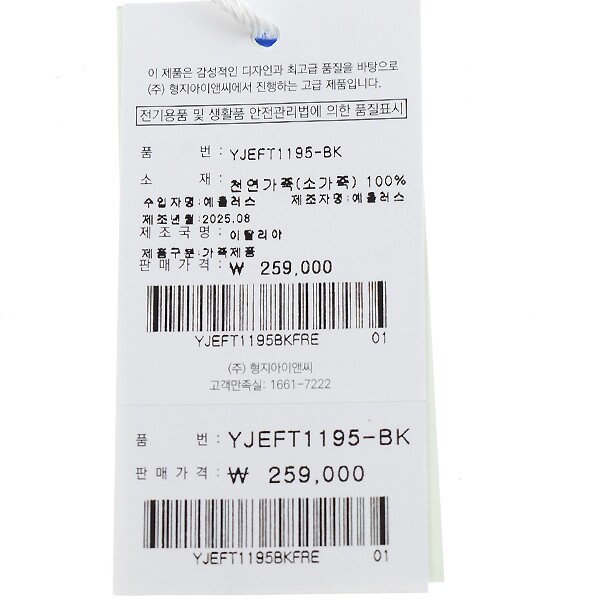 이 제품은 감성적인 디자인과 최고급 품질을 바탕으로
(주) 형지아이앤씨에서 진행하는 고급 제품입니다.
전기용품 및 생활품 안전관리법에 의한 품질표시
품 번 : YJEFT1195-BK
소 재 : 천연가죽(소가죽) 100%
수입자명:예홀러스 제조자명:예홀러스
제조년월:2025.08
제조국명 : 이탈리아
제품구분:가죽제품
판매가격 : ₩ 259,000
YJEFT1195BKFRE 01
(주) 형지아이앤씨
고객만족실: 1661-7222
품 번 : YJEFT1195-BK
판매가격 : ₩ 259,000
YJEFT1195BKFRE 01